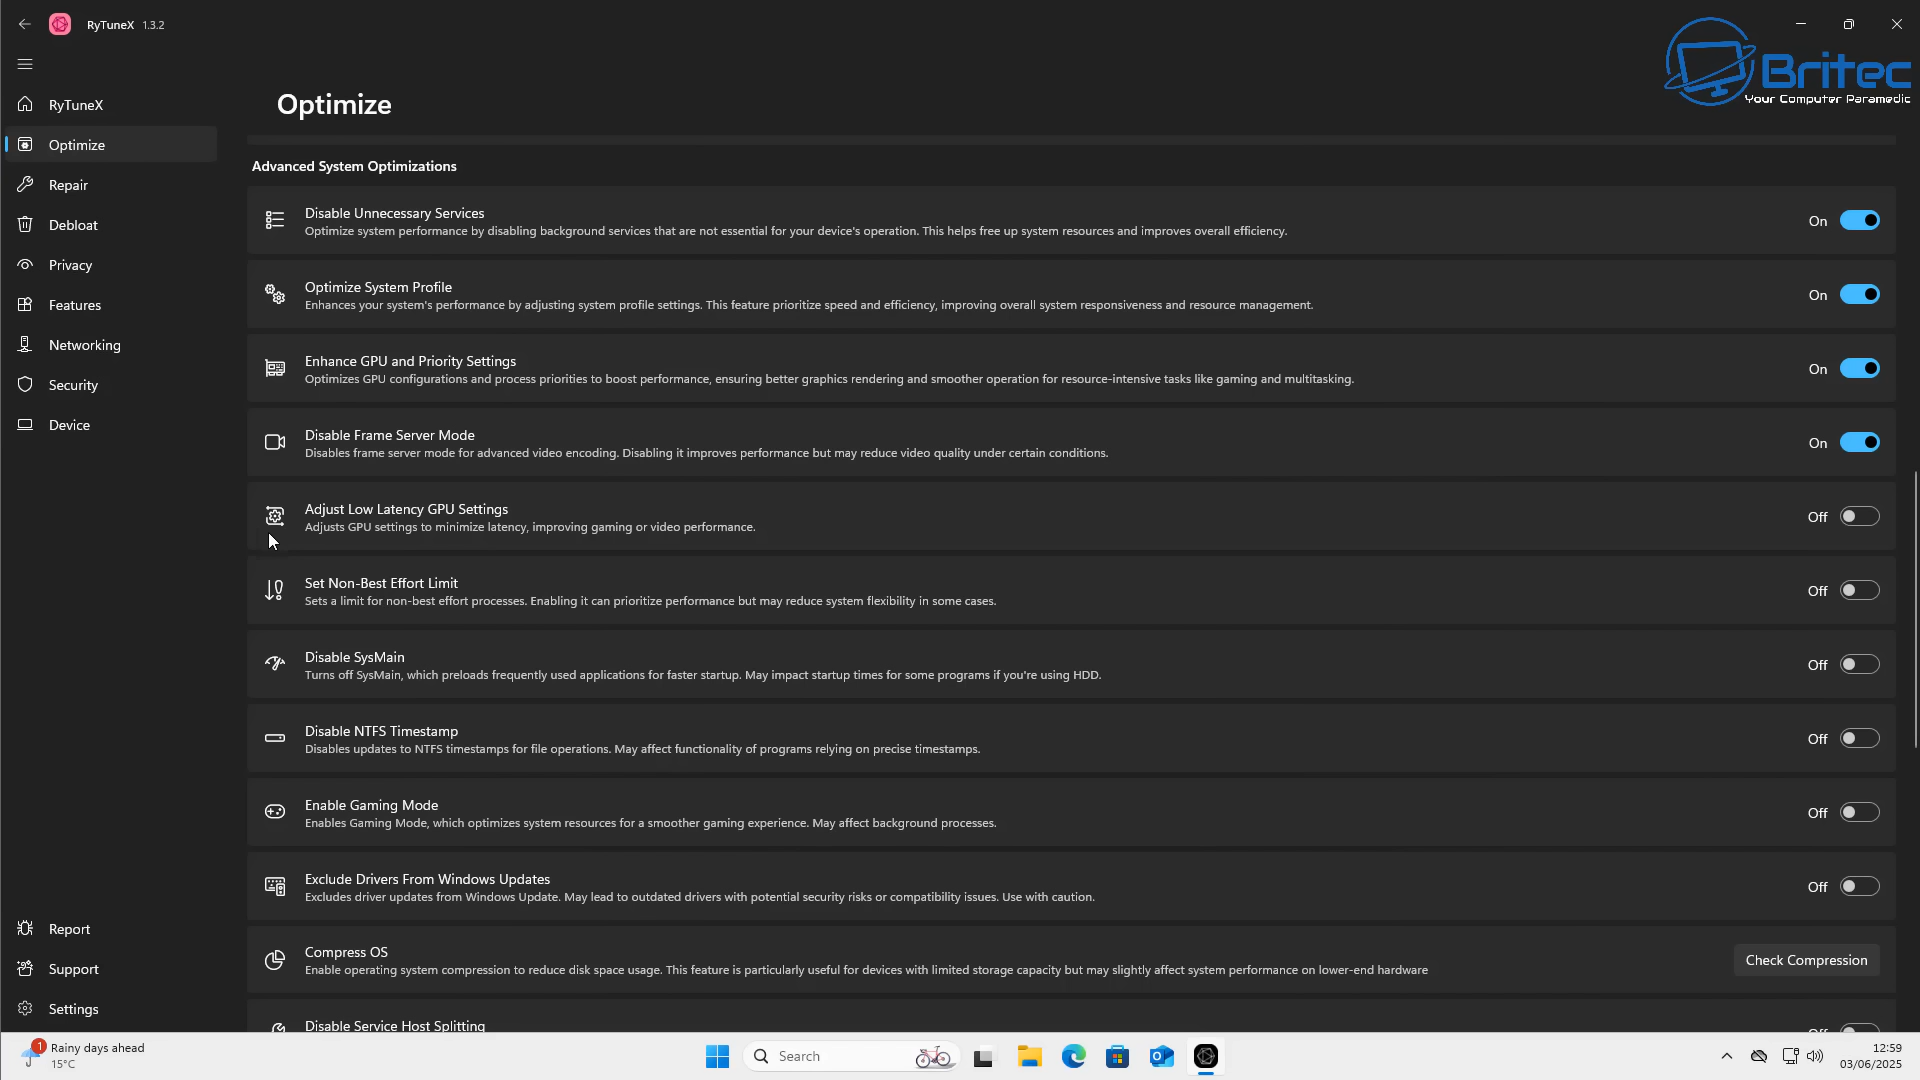 RyTuneX 1.3.2
Britec
Your Computer Paramedic
RyTuneX
Optimize
Repair
Debloat
Privacy
Features
Networking
Security
Device
Report
Support
Settings
Optimize
Advanced System Optimizations
Disable Unnecessary Services
Optimize system performance by disabling background services that are not essential for your device's operation. This helps free up system resources and improves overall efficiency.
On
Optimize System Profile
Enhances your system's performance by adjusting system profile settings. This feature prioritize speed and efficiency, improving overall system responsiveness and resource management.
On
Enhance GPU and Priority Settings
Optimizes GPU configurations and process priorities to boost performance, ensuring better graphics rendering and smoother operation for resource-intensive tasks like gaming and multitasking.
On
Disable Frame Server Mode
Disables frame server mode for advanced video encoding. Disabling it improves performance but may reduce video quality under certain conditions.
On
Adjust Low Latency GPU Settings
Adjusts GPU settings to minimize latency, improving gaming or video performance.
Off
Set Non-Best Effort Limit
Sets a limit for non-best effort processes. Enabling it can prioritize performance but may reduce system flexibility in some cases.
Off
Disable SysMain
Turns off SysMain, which preloads frequently used applications for faster startup. May impact startup times for some programs if you're using HDD.
Off
Disable NTFS Timestamp
Disables updates to NTFS timestamps for file operations. May affect functionality of programs relying on precise timestamps.
Off
Enable Gaming Mode
Enables Gaming Mode, which optimizes system resources for a smoother gaming experience. May affect background processes.
Off
Exclude Drivers From Windows Updates
Excludes driver updates from Windows Update. May lead to outdated drivers with potential security risks or compatibility issues. Use with caution.
Off
Compress OS
Enable operating system compression to reduce disk space usage. This feature is particularly useful for devices with limited storage capacity but may slightly affect system performance on lower-end hardware
Check Compression
Disable Service Host Splitting
Off
1
Rainy days ahead
15°C
Search
12:59
03/06/2025